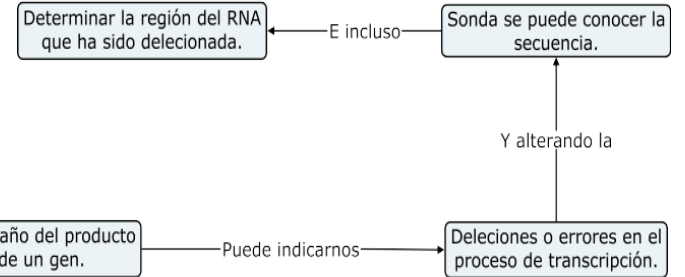 Determinar la región del RNA
que ha sido delecionada.
E incluso
Sonda se puede conocer la
secuencia.
Y alterando la
del producto
de un gen.
Puede indicarnos
Deleciones o errores en el
proceso de transcripción.